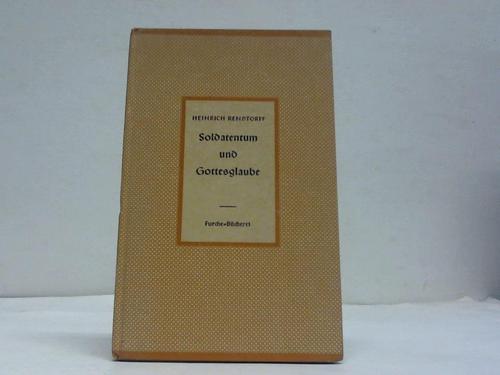 HEINRICH RENDTORFF
Soldatentum
und
Gottesglaube
Furche-Bücherei